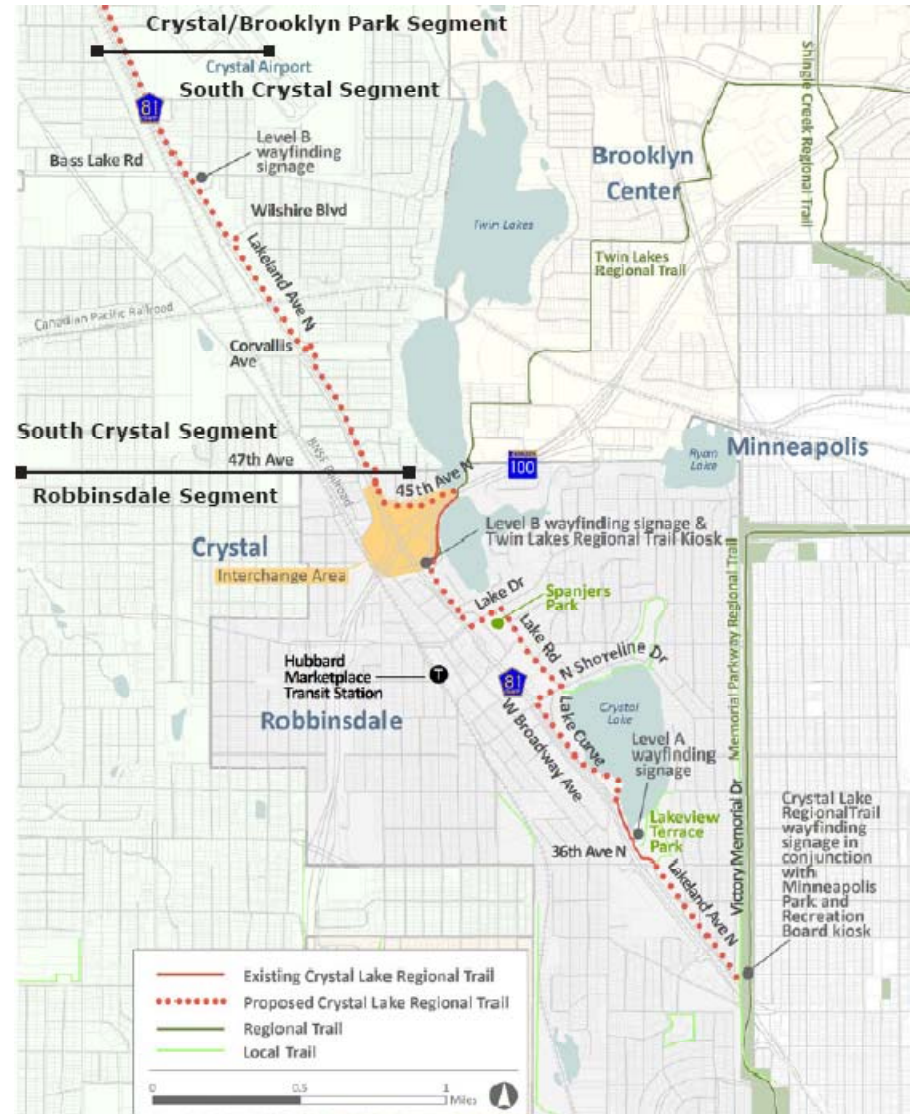 Crystal/Brooklyn Park Segment
Crystal Airport
South Crystal Segment
81
Level B
wayfinding
signage
Bass Lake Rd
Wilshire Blvd
Lakeland Ave N
Canadian Pacific Railroad
Corvallis
Ave
Twin Lakes
Brooklyn
Center
Shingle Creek Regional Trail
Twin Lakes
Regional Trail
South Crystal Segment
47th Ave
Robbinsdale Segment
BNSF Railroad
45th Ave N
100
Ryan
Lake
Minneapolis
Crystal
Interchange Area
Level B wayfinding signage &
Twin Lakes Regional Trail Kiosk
Lake Dr
Spanjers
Park
Lake Rd
N Shoreline Dr
Hubbard
Marketplace
Transit Station
T
81
Robbinsdale
W Broadway Ave
Lake Curve
Crystal
Lake
Level A
wayfinding
signage
Lakeview
Terrace
Park
36th Ave N
Lakeland Ave N
Victory Memorial Dr
Memorial Parkway Regional Trail
Crystal Lake
RegionalTrail
wayfinding
signage in
conjunction
with
Minneapolis
Park and
Recreation
Board kiosk
Existing Crystal Lake Regional Trail
Proposed Crystal Lake Regional Trail
Regional Trail
Local Trail
0 0.5 1
Miles